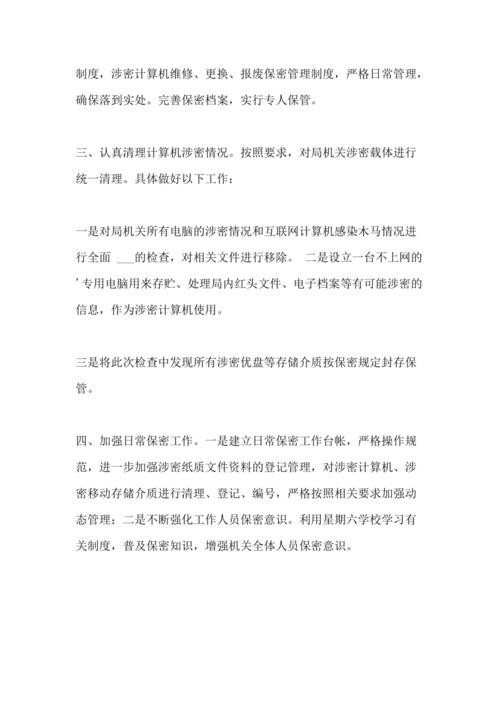 制度，涉密计算机维修、更换、报废保密管理制度，严格日常管理，
确保落到实处。完善保密档案，实行专人保管。
三、认真清理计算机涉密情况。按照要求，对局机关涉密载体进行
统一清理。具体做好以下工作：
一是对局机关所有电脑的涉密情况和互联网计算机感染木马情况进
行全面 ___的检查，对相关文件进行移除。 二是设立一台不上网的
'专用电脑用来存贮、处理局内红头文件、电子档案等有可能涉密的
信息，作为涉密计算机使用。
三是将此次检查中发现所有涉密优盘等存储介质按保密规定封存保
管。
四、加强日常保密工作。一是建立日常保密工作台帐，严格操作规
范，进一步加强涉密纸质文件资料的登记管理，对涉密计算机、涉
密移动存储介质进行清理、登记、编号，严格按照相关要求加强动
态管理；二是不断强化工作人员保密意识。利用星期六学校学习有
关制度，普及保密知识，增强机关全体人员保密意识。